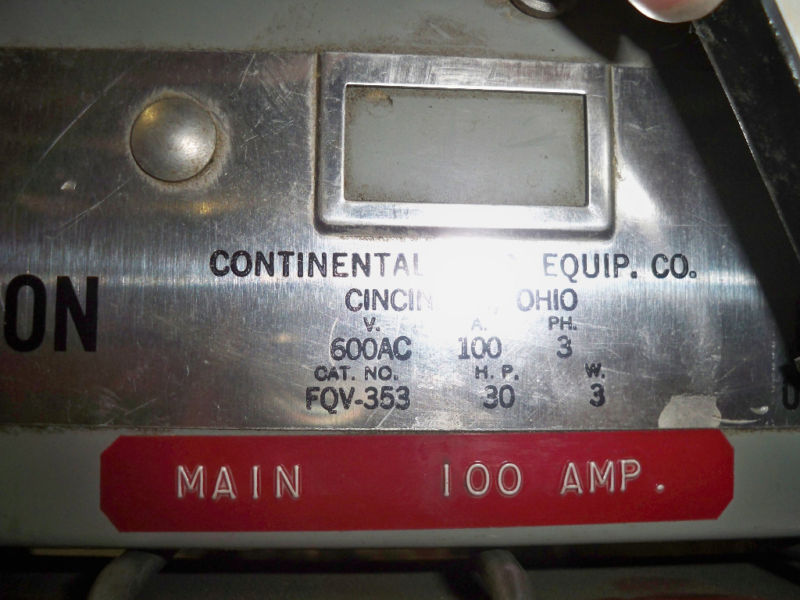 CONTINENTAL EQUIP. CO.
OHIO
V. A. PH.
600AC 100 3
CAT. NO. H. P. W.
FQV-353 30 3
ON
MAIN 100 AMP.